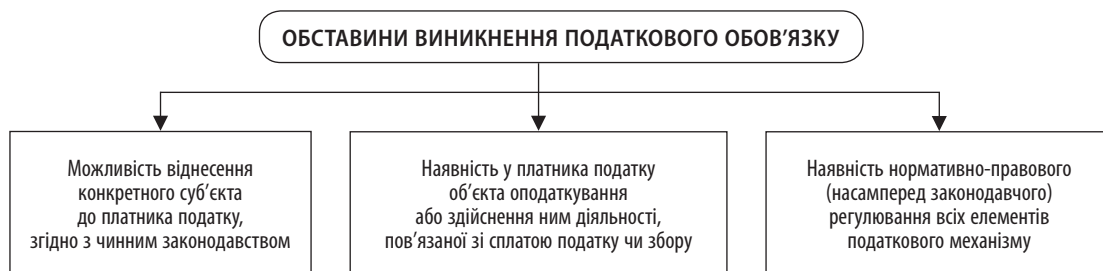 ОБСТАВИНИ ВИНИКНЕННЯ ПОДАТКОВОГО ОБОВ'ЯЗКУ
Можливість віднесення
конкретного суб'єкта
до платника податку,
згідно з чинним законодавством
Наявність у платника податку
об'єкта оподаткування
або здійснення ним діяльності,
пов'язаної зі сплатою податку чи збору
Наявність нормативно-правового
(насамперед законодавчого)
регулювання всіх елементів
податкового механізму